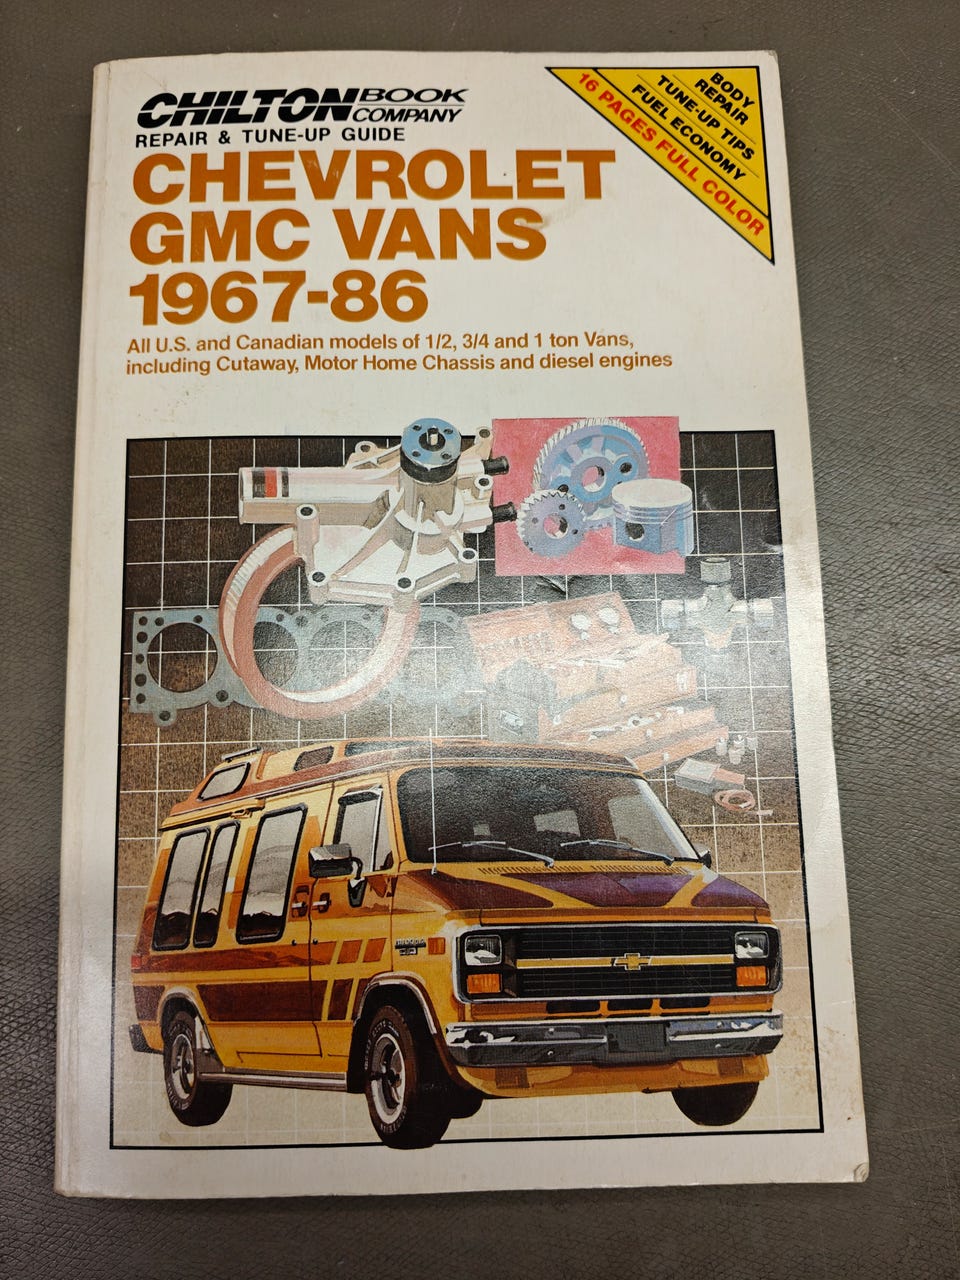 CHILTON BOOK COMPANY
REPAIR & TUNE-UP GUIDE
CHEVROLET
GMC VANS
1967-86
All U.S. and Canadian models of 1/2, 3/4 and 1 ton Vans,
including Cutaway, Motor Home Chassis and diesel engines
BODY
REPAIR
TUNE-UP TIPS
FUEL ECONOMY
16 PAGES FULL COLOR